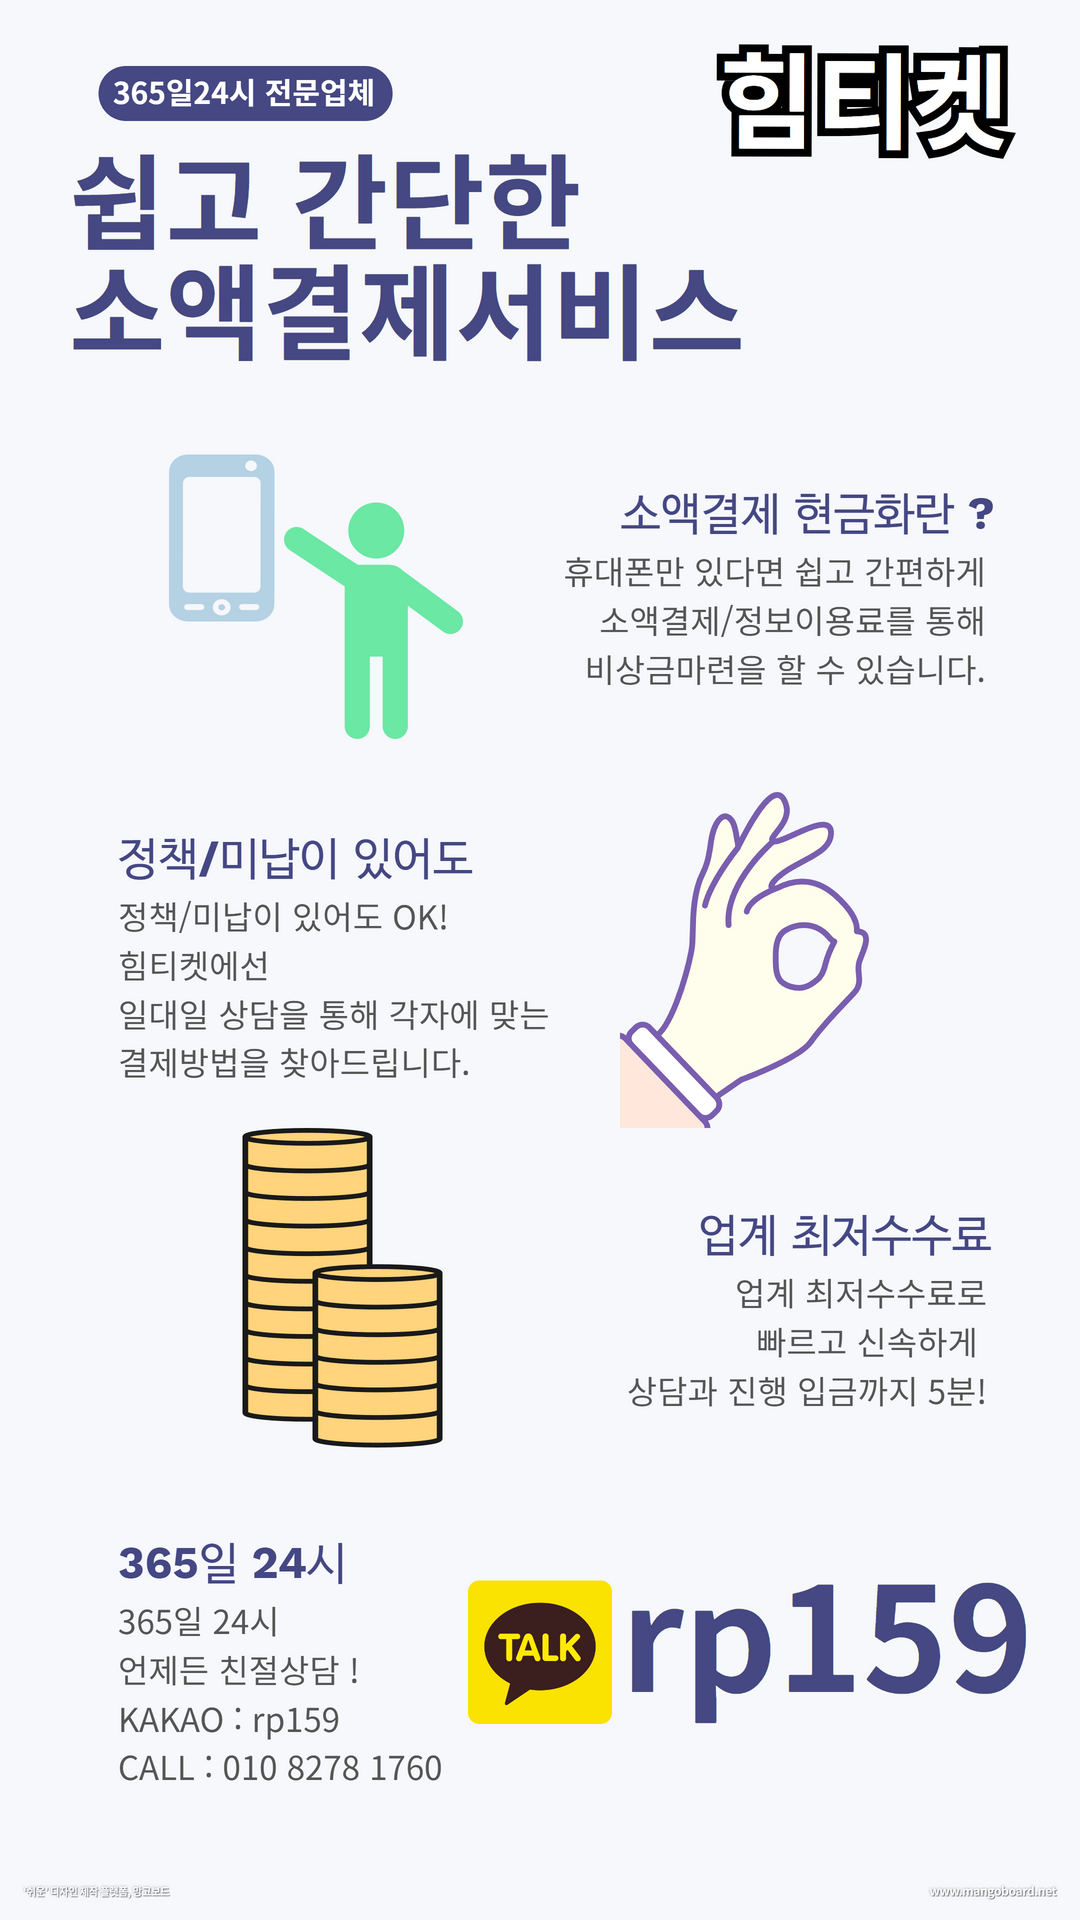 365일24시 전문업체
힘티켓
쉽고 간단한
소액결제서비스
소액결제 현금화란 ?
휴대폰만 있다면 쉽고 간편하게
소액결제/정보이용료를 통해
비상금마련을 할 수 있습니다.
정책/미납이 있어도
정책/미납이 있어도 OK!
힘티켓에선
일대일 상담을 통해 각자에 맞는
결제방법을 찾아드립니다.
업계 최저수수료
업계 최저수수료로
빠르고 신속하게
상담과 진행 입금까지 5분!
365일 24시
365일 24시
언제든 친절상담 !
KAKAO : rp159
CALL : 010 8278 1760
TALK
rp159
'쉬운' 디자인 제작 플랫폼, 망고보드
www.mangoboard.net